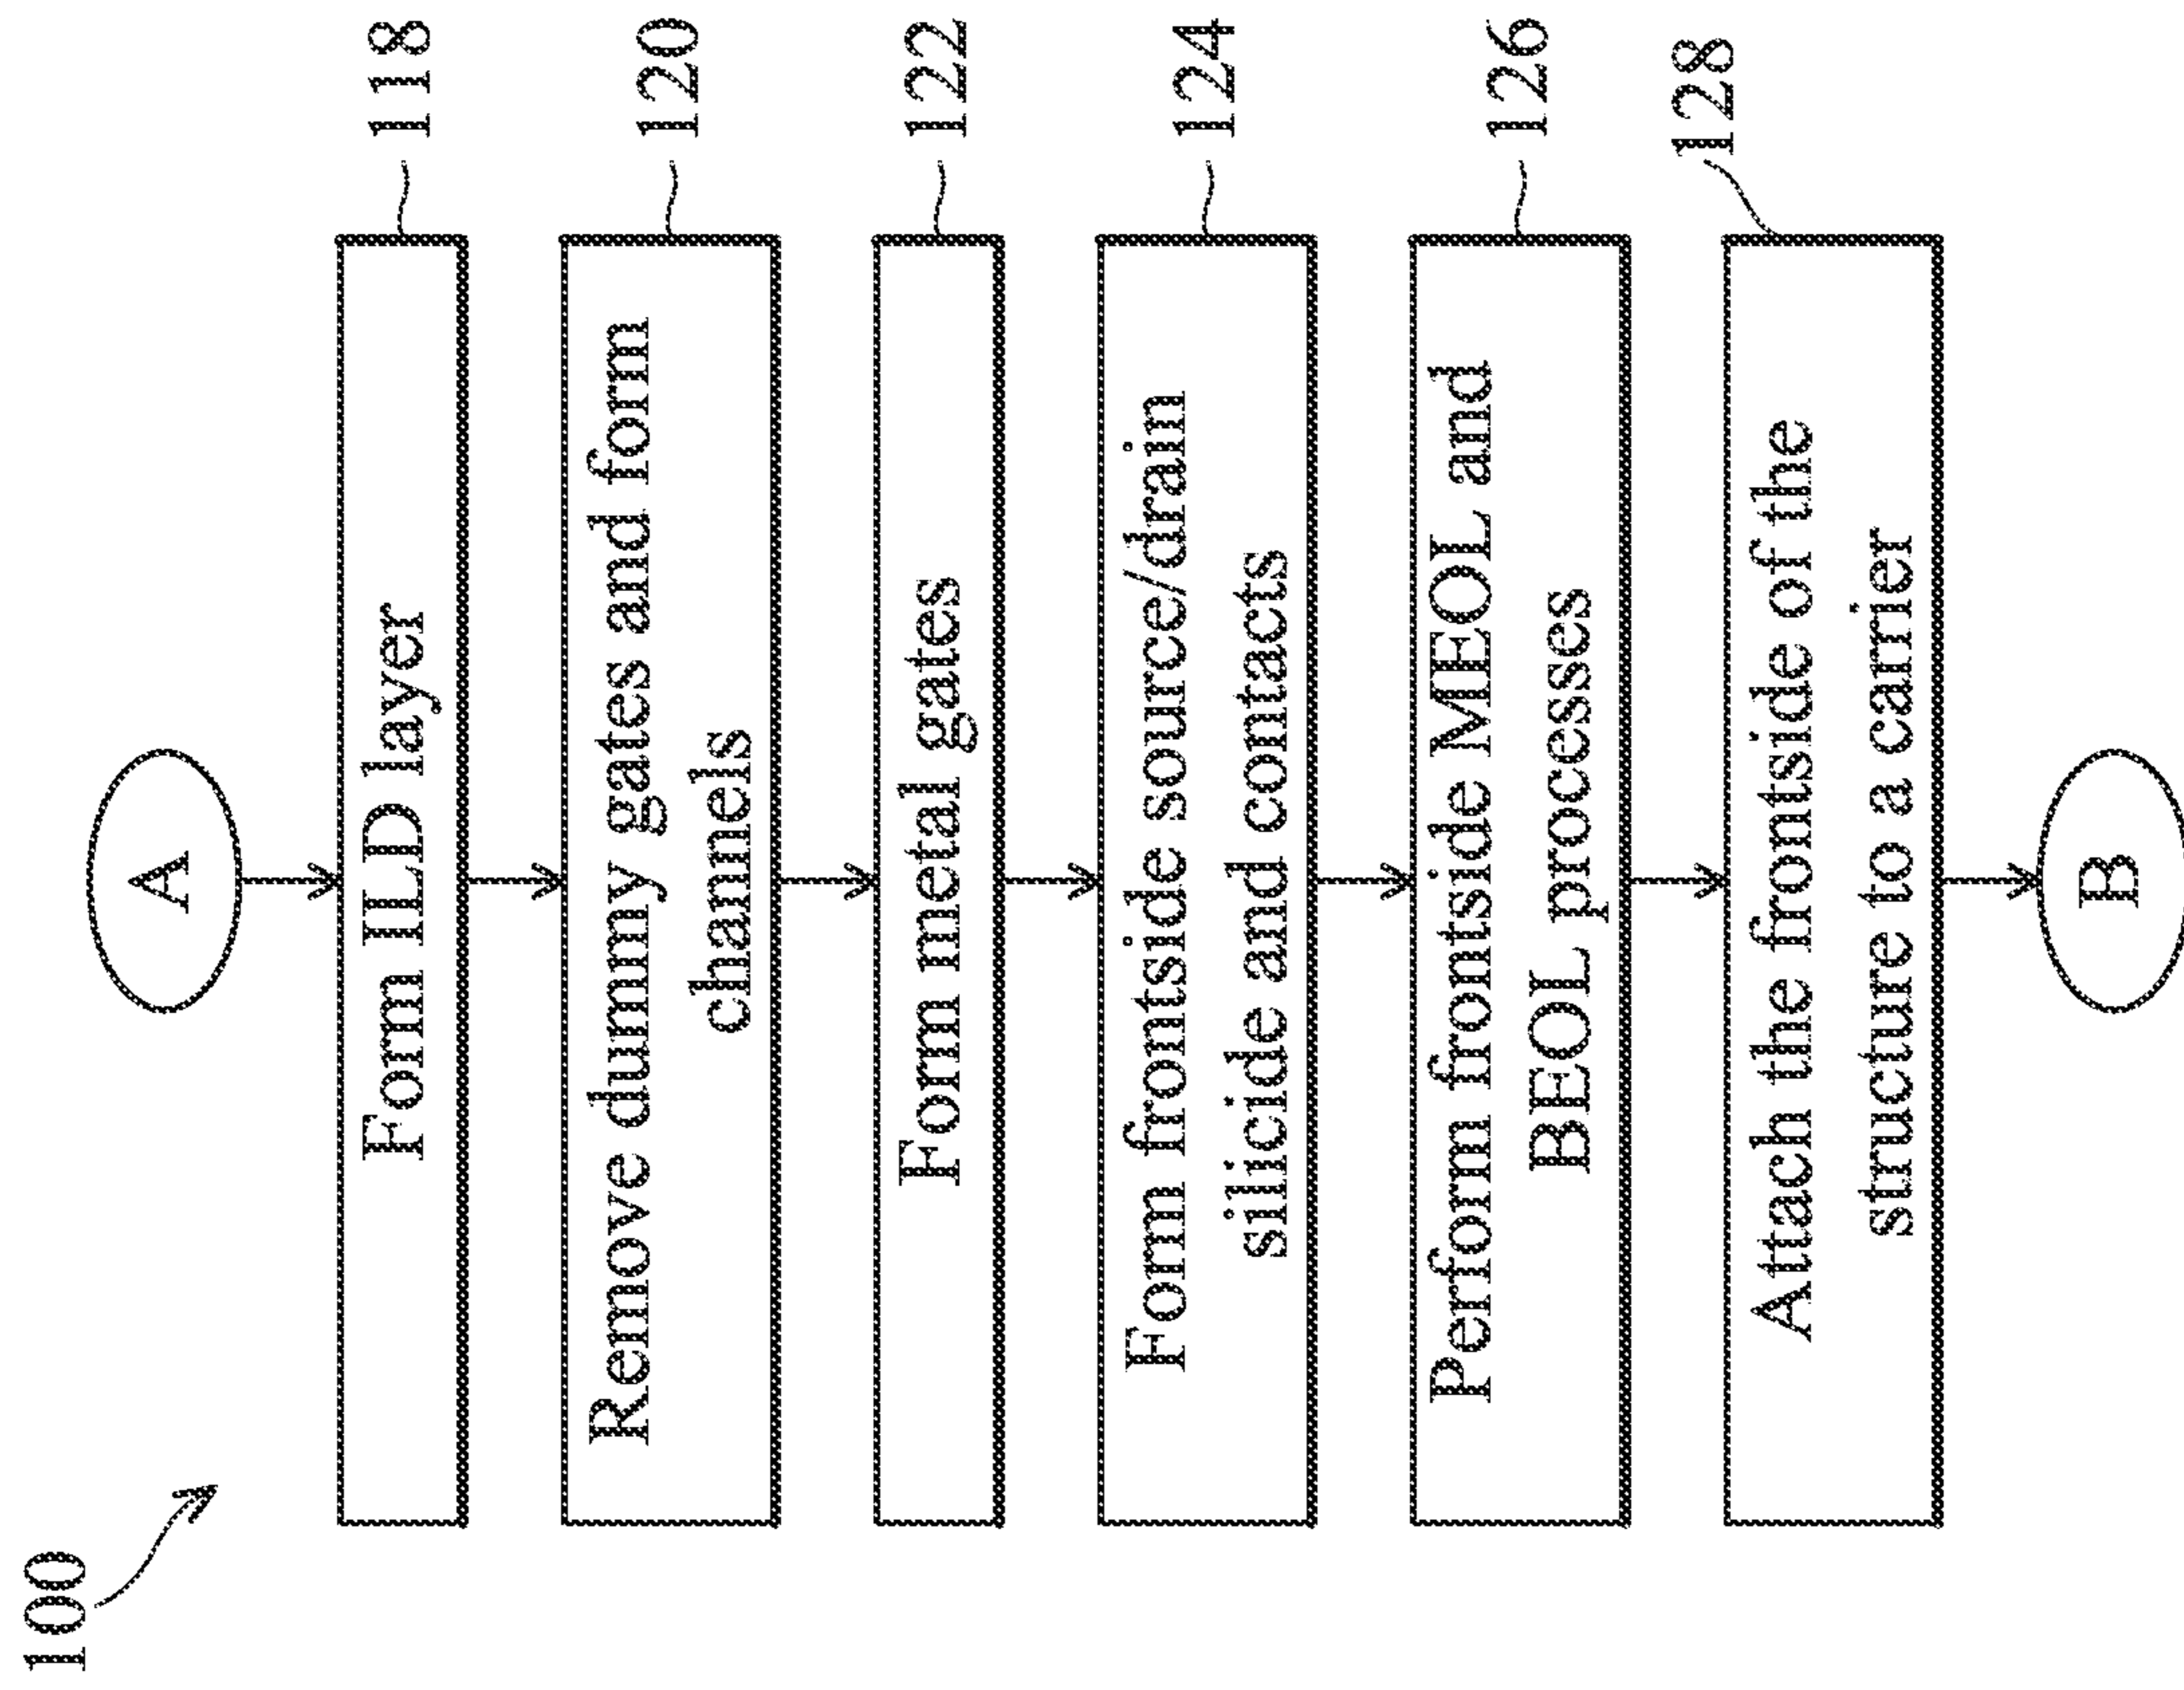 100
A
Form ILD layer
118
Remove dummy gates and form
channels
120
Form metal gates
122
Form frontside source/drain
silicide and contacts
124
Perform frontside MEOL and
BEOL processes
126
Attach the frontside of the
structure to a carrier
128
B